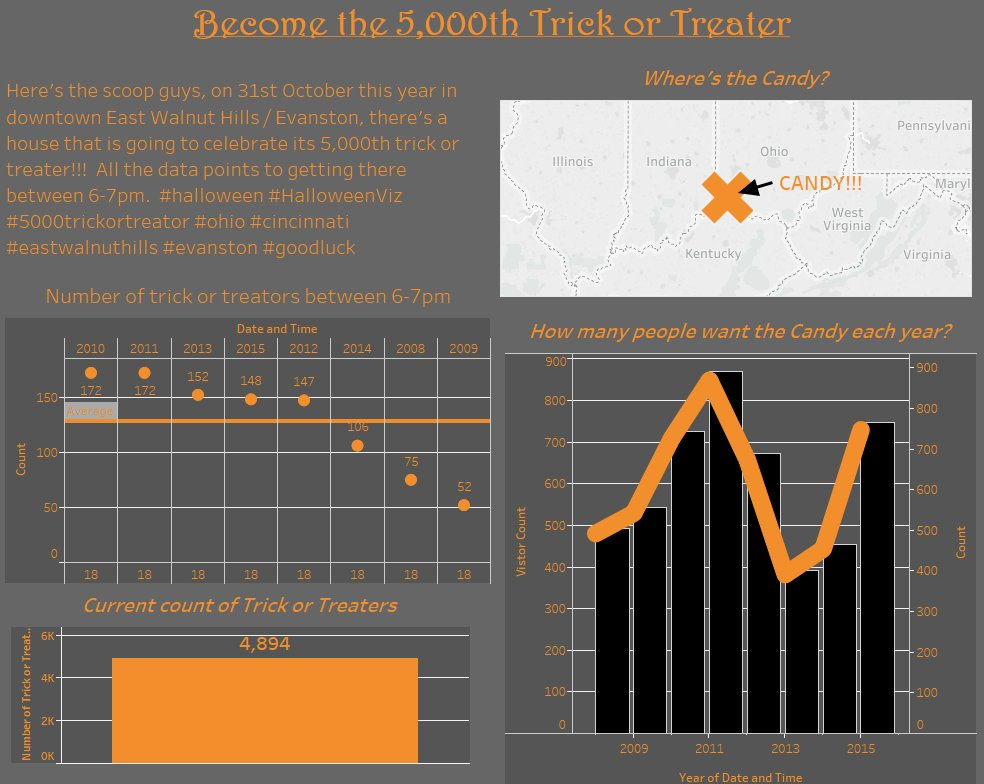 Become the 5,000th Trick or Treater
Here's the scoop guys, on 31st October this year in
downtown East Walnut Hills / Evanston, there's a
house that is going to celebrate its 5,000th trick or
treater!!!  All the data points to getting there
between 6-7pm.  #halloween #HalloweenViz
#5000trickortreator #ohio #cincinnati
#eastwalnuthills #evanston #goodluck
Where's the Candy?
Pennsylvani
Illinois
Indiana
Ohio
CANDY!!!
Maryl
West
Virginia
Kentucky
Virginia
Number of trick or treators between 6-7pm
Date and Time
2010 2011 2013 2015 2012 2014 2008 2009
172 172 152 148 147 106 75 52
Average
Count
150
100
50
0
18 18 18 18 18 18 18 18
Current count of Trick or Treaters
Number of Trick or Treat..
6K
4K
2K
0K
4,894
How many people want the Candy each year?
Vistor Count
900
800
700
600
500
400
300
200
100
0
900
800
700
600
500
400
300
200
100
0
Count
2009 2011 2013 2015
Year of Date and Time